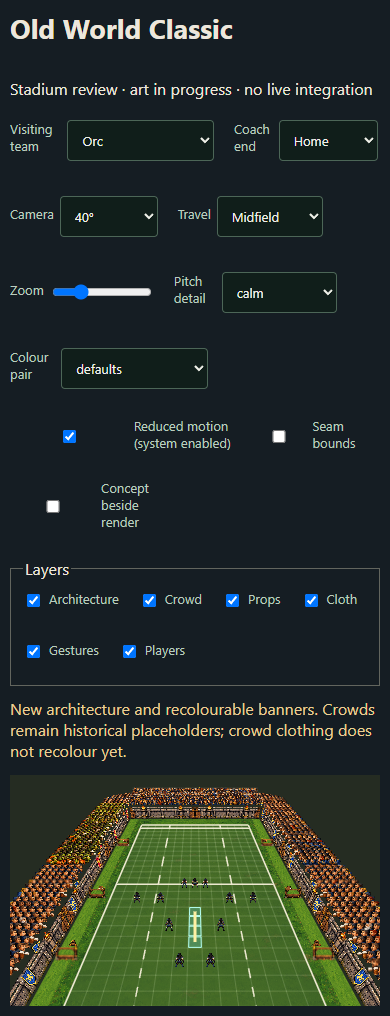 Old World Classic
Stadium review · art in progress · no live integration
Visiting team
Orc
Coach end
Home
Camera
40°
Travel
Midfield
Zoom
Pitch detail
calm
Colour pair
defaults
Reduced motion (system enabled)
Seam bounds
Concept beside render
Layers
Architecture
Crowd
Props
Cloth
Gestures
Players
New architecture and recolourable banners. Crowds
remain historical placeholders; crowd clothing does
not recolour yet.